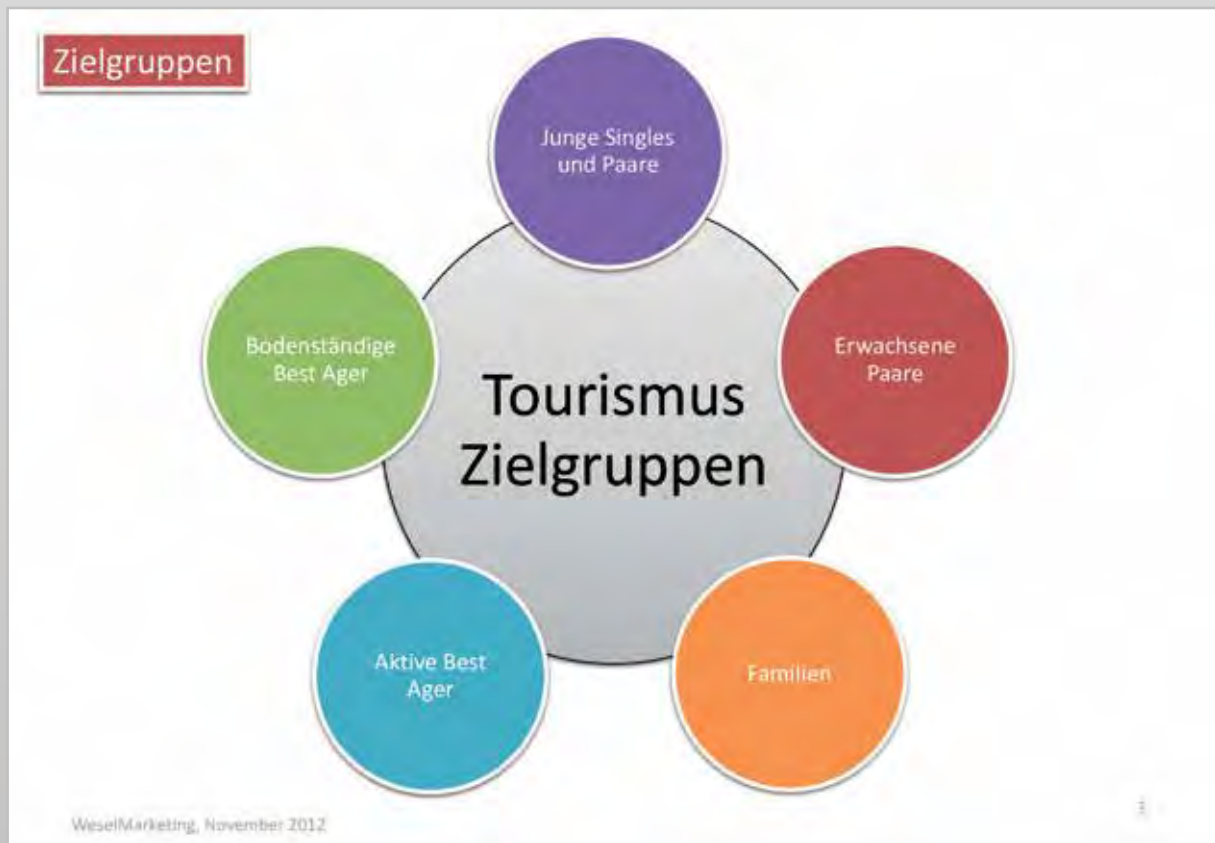 Zielgruppen
Junge Singles
und Paare
Bodenständige
Best Ager
Erwachsene
Paare
Tourismus
Zielgruppen
Aktive Best
Ager
Familien
WeselMarketing, November 2012